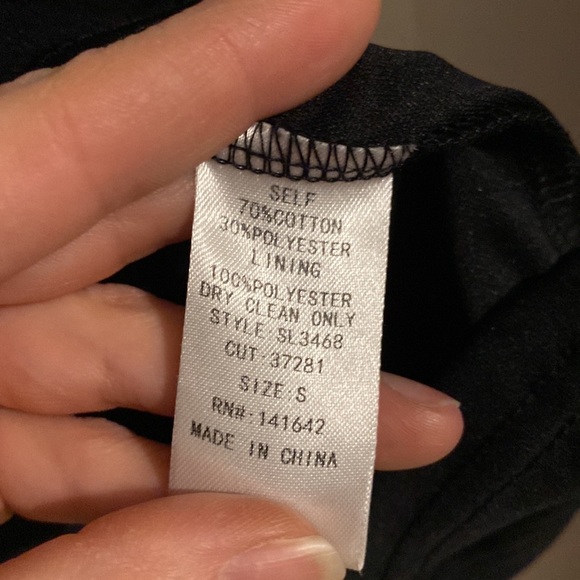 SELF
70%COTTON
30%POLYESTER
LINING
100%POLYESTER
DRY CLEAN ONLY
STYLE SL3468
CUT 37281
SIZE:S
RN#:141642
MADE IN CHINA